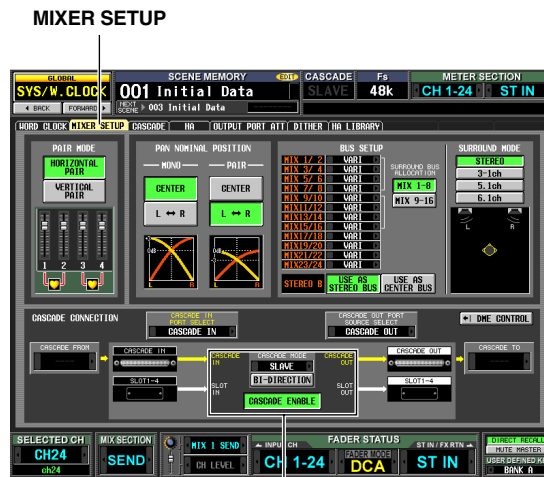 MIXER SETUP
GLOBAL SCENE MEMORY EDIT CASCADE Fs METER SECTION
SYS/W.CLOCK 001 Initial Data SLAVE 48k CH 1-24 ST IN
BACK FORWARD NEXT SCENE 003 Initial Data
WORD CLOCK MIXER SETUP CASCADE HA OUTPUT PORT ATT DITHER HA LIBRARY
PAIR MODE
HORIZONTAL PAIR
VERTICAL PAIR
1 2 3 4
PAN NOMINAL POSITION
MONO PAIR
CENTER CENTER
L ↔ R L ↔ R
+3 0dB
L R L R
BUS SETUP
MIX 1/ 2 VARI
MIX 3/ 4 VARI
MIX 5/ 6 VARI
MIX 7/ 8 VARI
MIX 9/10 VARI
MIX11/12 VARI
MIX13/14 VARI
MIX15/16 VARI
MIX17/18 VARI
MIX19/20 VARI
MIX21/22 VARI
MIX23/24 VARI
SURROUND BUS ALLOCATION
MIX 1-8
MIX 9-16
STEREO B USE AS STEREO BUS USE AS CENTER BUS
SURROUND MODE
STEREO
3-1ch
5.1ch
6.1ch
L R
CASCADE CONNECTION
CASCADE IN PORT SELECT
CASCADE IN
CASCADE OUT PORT SOURCE SELECT
CASCADE OUT
DME CONTROL
CASCADE FROM
CASCADE IN
SLOT1-4
CASCADE IN
SLOT IN
CASCADE MODE
SLAVE
BI-DIRECTION
CASCADE ENABLE
CASCADE OUT
SLOT OUT
CASCADE OUT
SLOT1-4
CASCADE TO
SELECTED CH MIX SECTION FADER STATUS DIRECT RECALL
CH24 ch24
SEND
MIX 1 SEND
CH LEVEL
INPUT CH
CH 1-24
FADER MODE
DCA
ST IN / FX RTN
ST IN
MUTE MASTER
BANK A